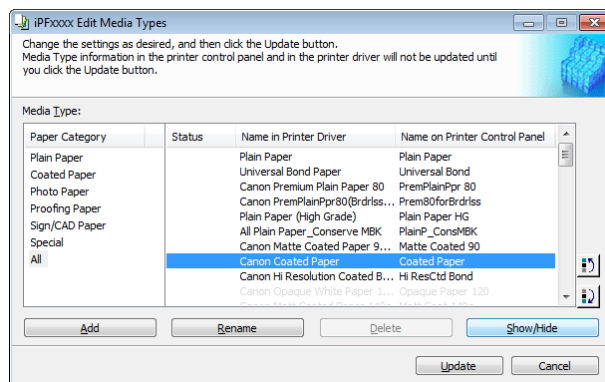 iPFxxxx Edit Media Types
Change the settings as desired, and then click the Update button.
Media Type information in the printer control panel and in the printer driver will not be updated until
you click the Update button.
Media Type:
Paper Category
Plain Paper
Coated Paper
Photo Paper
Proofing Paper
Sign/CAD Paper
Special
All
Status Name in Printer Driver Name on Printer Control Panel
Plain Paper Plain Paper
Universal Bond Paper Universal Bond
Canon Premium Plain Paper 80 PremPlainPpr 80
Canon PremPlainPpr80(Brdrlss... Prem80forBrdrlss
Plain Paper (High Grade) Plain Paper HG
All Plain Paper_Conserve MBK PlainP_ConsMBK
Canon Matte Coated Paper 9... Matte Coated 90
Canon Coated Paper Coated Paper
Canon Hi Resolution Coated B... Hi ResCtd Bond
Canon Opaque White Paper 1... Opaque Paper 120
Add Rename Delete Show/Hide
Update Cancel